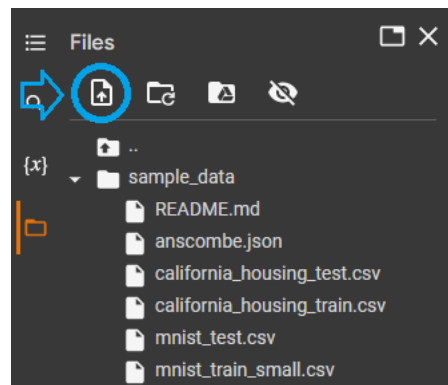 Files
{x}
..
sample_data
README.md
anscombe.json
california_housing_test.csv
california_housing_train.csv
mnist_test.csv
mnist_train_small.csv